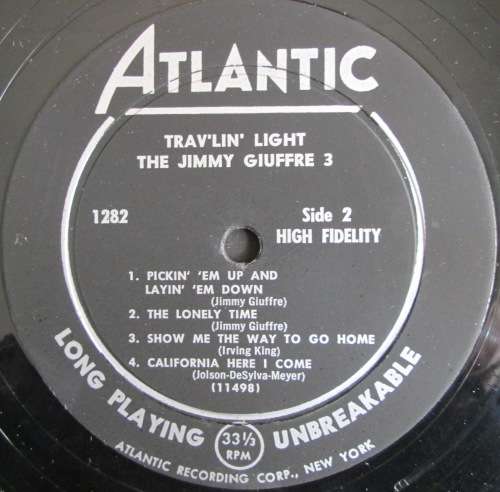 ATLANTIC
TRAV'LIN' LIGHT
THE JIMMY GIUFFRE 3
1282
Side 2
HIGH FIDELITY
1. PICKIN' 'EM UP AND
LAYIN' 'EM DOWN
(Jimmy Giuffre)
2. THE LONELY TIME
(Jimmy Giuffre)
3. SHOW ME THE WAY TO GO HOME
(Irving King)
4. CALIFORNIA HERE I COME
(Jolson-DeSylva-Meyer)
(11498)
LONG PLAYING 33⅓ RPM UNBREAKABLE
ATLANTIC RECORDING CORP., NEW YORK